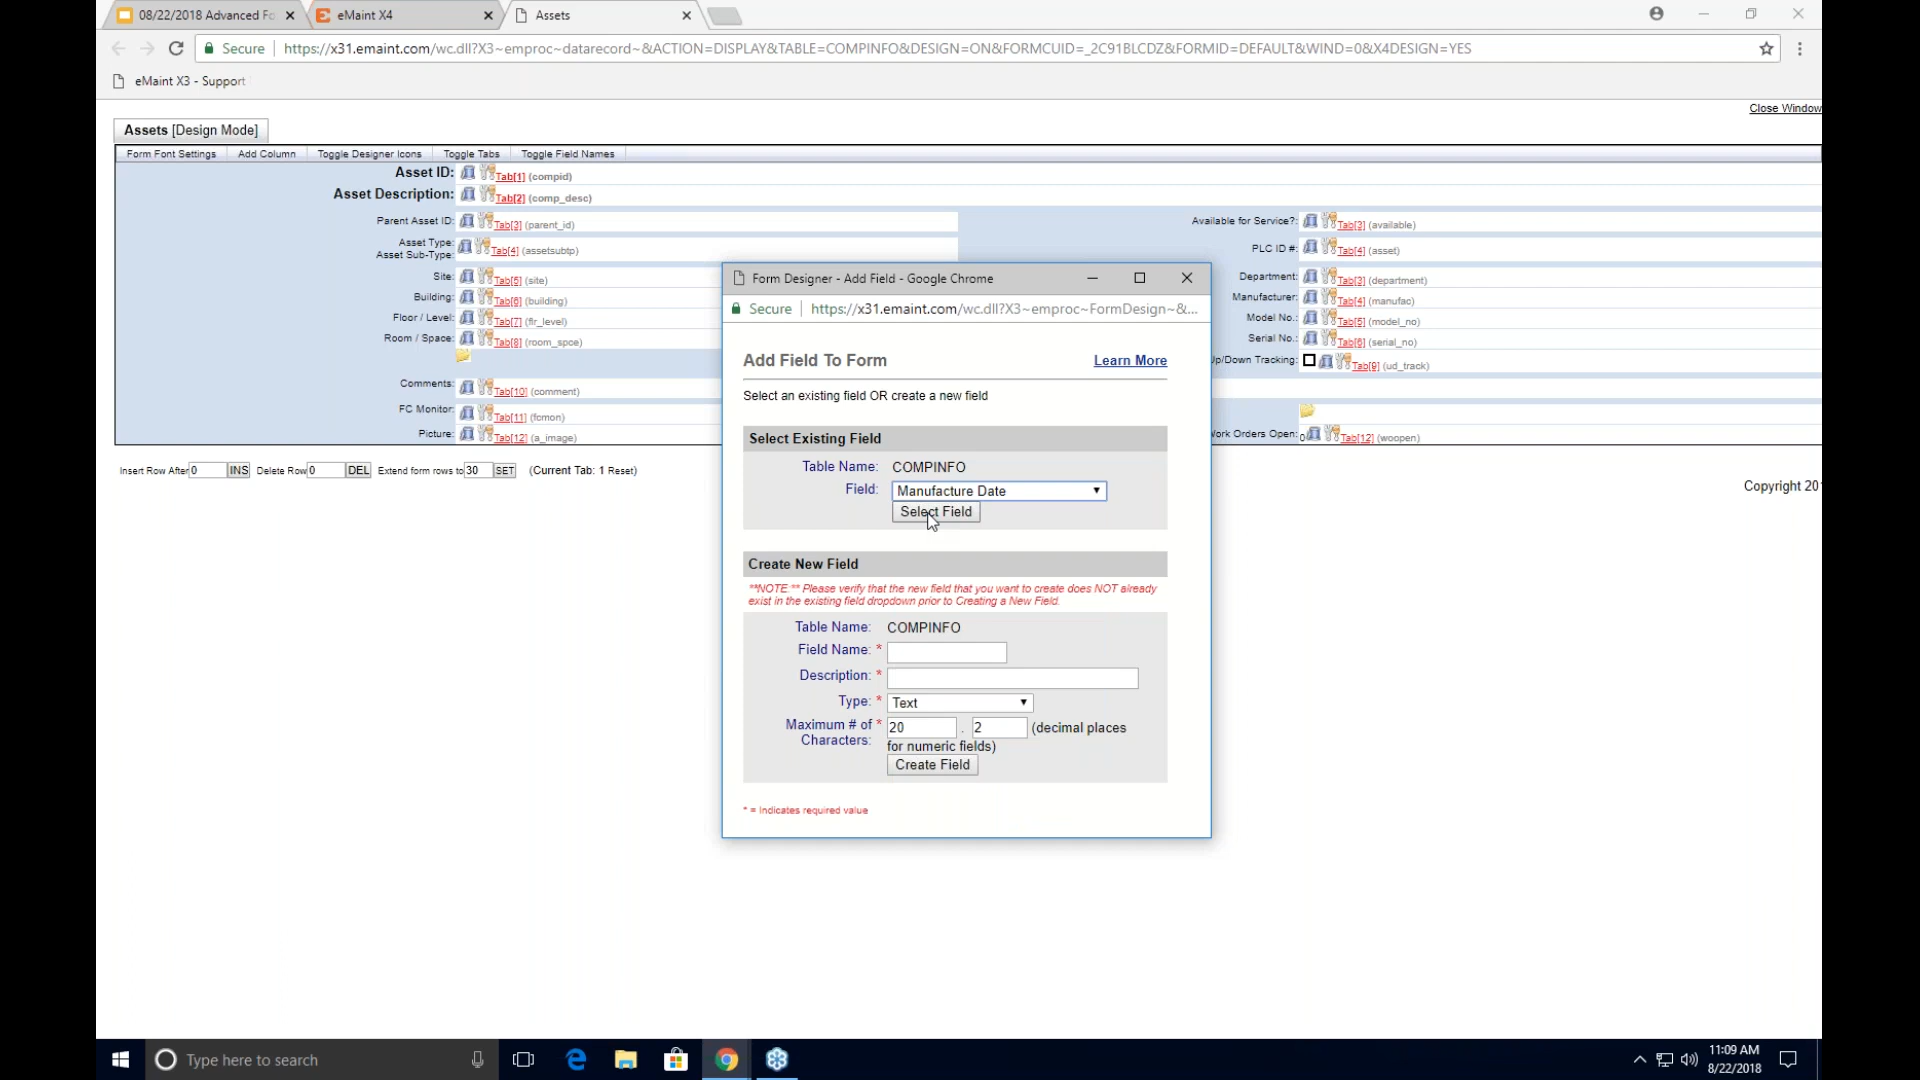 08/22/2018 Advanced Fo
eMaint X4
Assets
Secure
https://x31.emaint.com/wc.dll?X3~emproc~datarecord~&ACTION=DISPLAY&TABLE=COMPINFO&DESIGN=ON&FORMCUID=_2C91BLCDZ&FORMID=DEFAULT&WIND=0&X4DESIGN=YES
eMaint X3 - Support
Close Window
Assets [Design Mode]
Form Font Settings Add Column Toggle Designer Icons Toggle Tabs Toggle Field Names
Asset ID: Tab[1] (compid)
Asset Description: Tab[2] (comp_desc)
Parent Asset ID: Tab[3] (parent_id)
Available for Service?: Tab[3] (available)
Asset Type:
Asset Sub-Type: Tab[4] (assetsubtp)
PLC ID #: Tab[4] (asset)
Site: Tab[5] (site)
Department: Tab[3] (department)
Building: Tab[6] (building)
Manufacturer: Tab[4] (manufac)
Floor / Level: Tab[7] (flr_level)
Model No.: Tab[5] (model_no)
Room / Space: Tab[8] (room_spce)
Serial No.: Tab[6] (serial_no)
Up/Down Tracking: Tab[9] (ud_track)
Comments: Tab[10] (comment)
FC Monitor: Tab[11] (fcmon)
Picture: Tab[12] (a_image)
Work Orders Open: 0 Tab[12] (woopen)
Insert Row After 0 INS Delete Row 0 DEL Extend form rows to 30 SET (Current Tab: 1 Reset)
Copyright 20
Form Designer - Add Field - Google Chrome
Secure https://x31.emaint.com/wc.dll?X3~emproc~FormDesign~&...
Add Field To Form
Learn More
Select an existing field OR create a new field
Select Existing Field
Table Name: COMPINFO
Field: Manufacture Date
Select Field
Create New Field
**NOTE:** Please verify that the new field that you want to create does NOT already
exist in the existing field dropdown prior to Creating a New Field.
Table Name: COMPINFO
Field Name: *
Description: *
Type: * Text
Maximum # of * 20 . 2 (decimal places
Characters: for numeric fields)
Create Field
* = Indicates required value
Type here to search
11:09 AM
8/22/2018